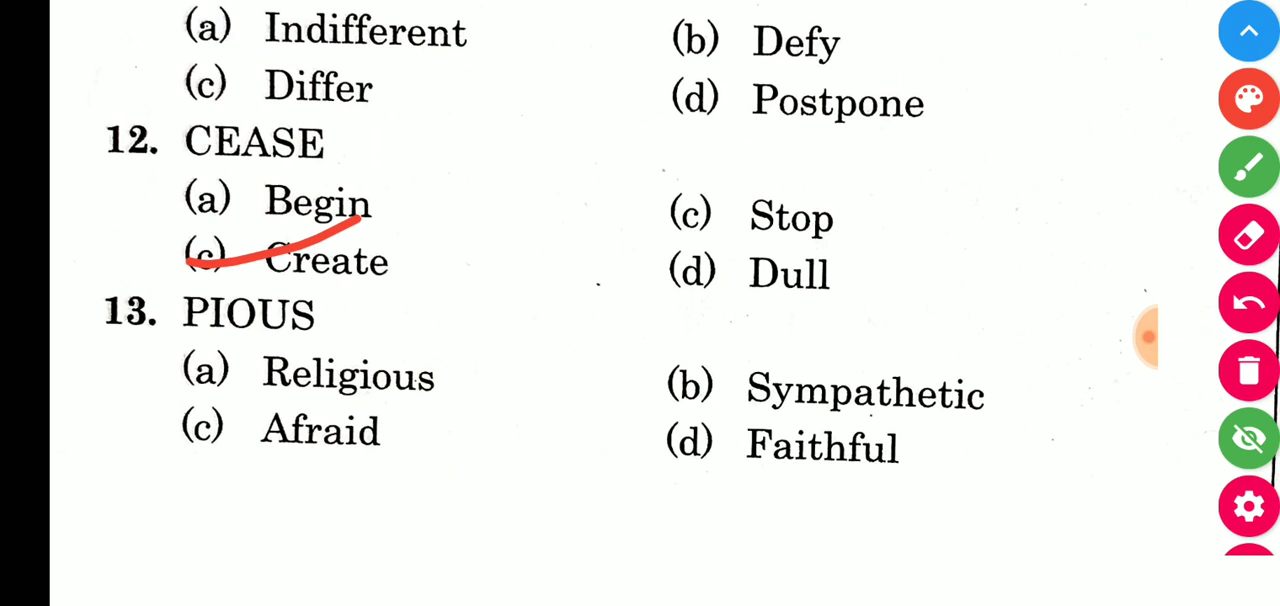 (a) Indifferent (b) Defy
(c) Differ (d) Postpone
12. CEASE
(a) Begin (c) Stop
(c) Create (d) Dull
13. PIOUS
(a) Religious (b) Sympathetic
(c) Afraid (d) Faithful